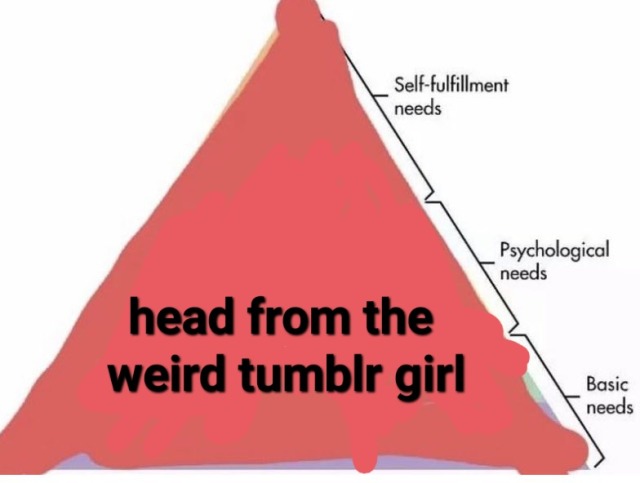 Self-fulfillment
needs
Psychological
needs
head from the
weird tumblr girl
Basic
needs